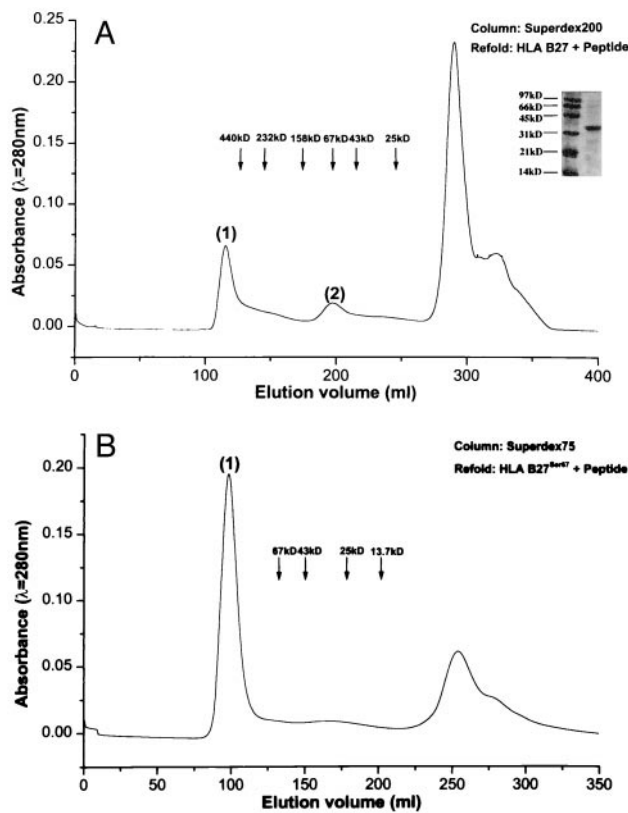 A
Column: Superdex200
Refold: HLA B27 + Peptide
97kD
66kD
45kD
31kD
21kD
14kD
440kD 232kD 158kD 67kD 43kD 25kD
(1)
(2)
0.25
0.20
0.15
0.10
0.05
0.00
Absorbance (λ=280nm)
0 100 200 300 400
Elution volume (ml)
B
Column: Superdex75
Refold: HLA B27Ser67 + Peptide
(1)
67kD 43kD 25kD 13.7kD
0.20
0.15
0.10
0.05
0.00
Absorbance (λ=280nm)
0 50 100 150 200 250 300 350
Elution volume (ml)